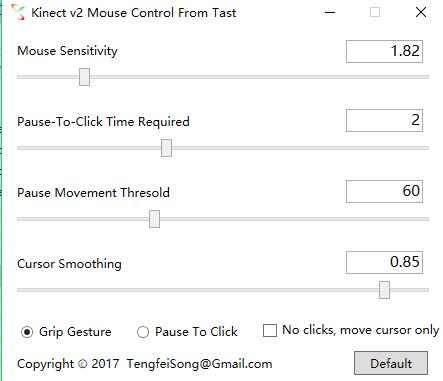 Kinect v2 Mouse Control From Tast
Mouse Sensitivity 1.82
Pause-To-Click Time Required 2
Pause Movement Thresold 60
Cursor Smoothing 0.85
Grip Gesture Pause To Click No clicks, move cursor only
Copyright © 2017 TengfeiSong@Gmail.com Default